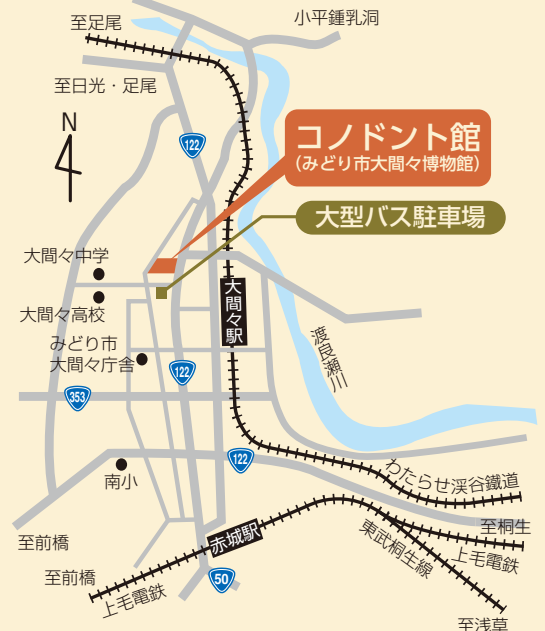 至足尾
小平鍾乳洞
至日光・足尾
N
122
コノドント館
(みどり市大間々博物館)
大型バス駐車場
大間々中学
大間々高校
大間々駅
みどり市
大間々庁舎
渡良瀬川
122
353
122
南小
わたらせ渓谷鐵道
至前橋
赤城駅
至桐生
東武桐生線
上毛電鉄
至前橋
上毛電鉄
50
至浅草